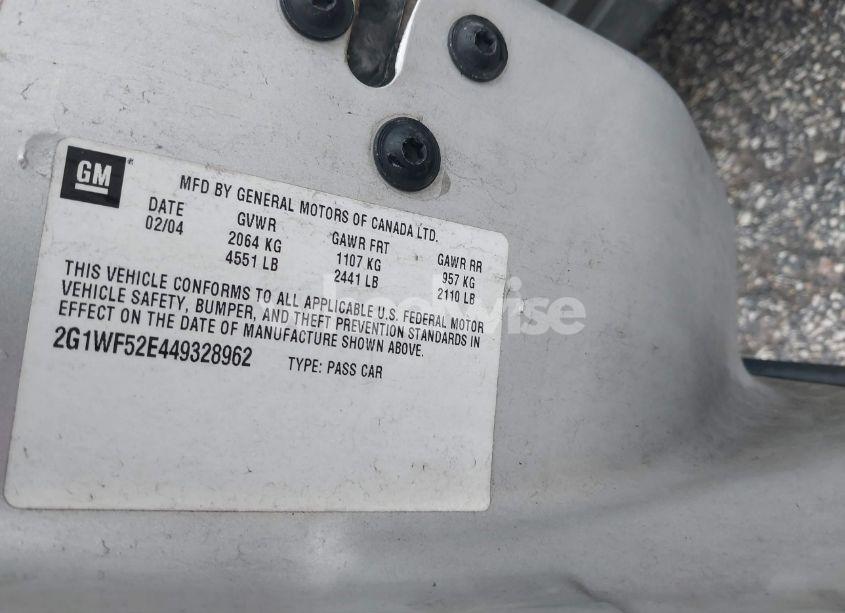 GM
MFD BY GENERAL MOTORS OF CANADA LTD.
DATE GVWR GAWR FRT GAWR RR
02/04 2064 KG 1107 KG 957 KG
4551 LB 2441 LB 2110 LB
THIS VEHICLE CONFORMS TO ALL APPLICABLE U.S. FEDERAL MOTOR
VEHICLE SAFETY, BUMPER, AND THEFT PREVENTION STANDARDS IN
EFFECT ON THE DATE OF MANUFACTURE SHOWN ABOVE.
2G1WF52E449328962 TYPE: PASS CAR